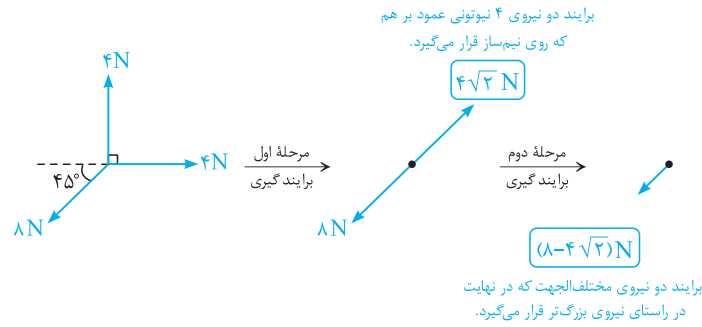 برایند دو نیروی ۴ نیوتونی عمود بر هم
که روی نیم‌ساز قرار می‌گیرد.
۴√۲ N
۴N
۴N
۴۵°
۸N
مرحلهٔ اول
برایند گیری
۸N
مرحلهٔ دوم
برایند گیری
(۸−۴√۲)N
برایند دو نیروی مختلف‌الجهت که در نهایت
در راستای نیروی بزرگ‌تر قرار می‌گیرد.